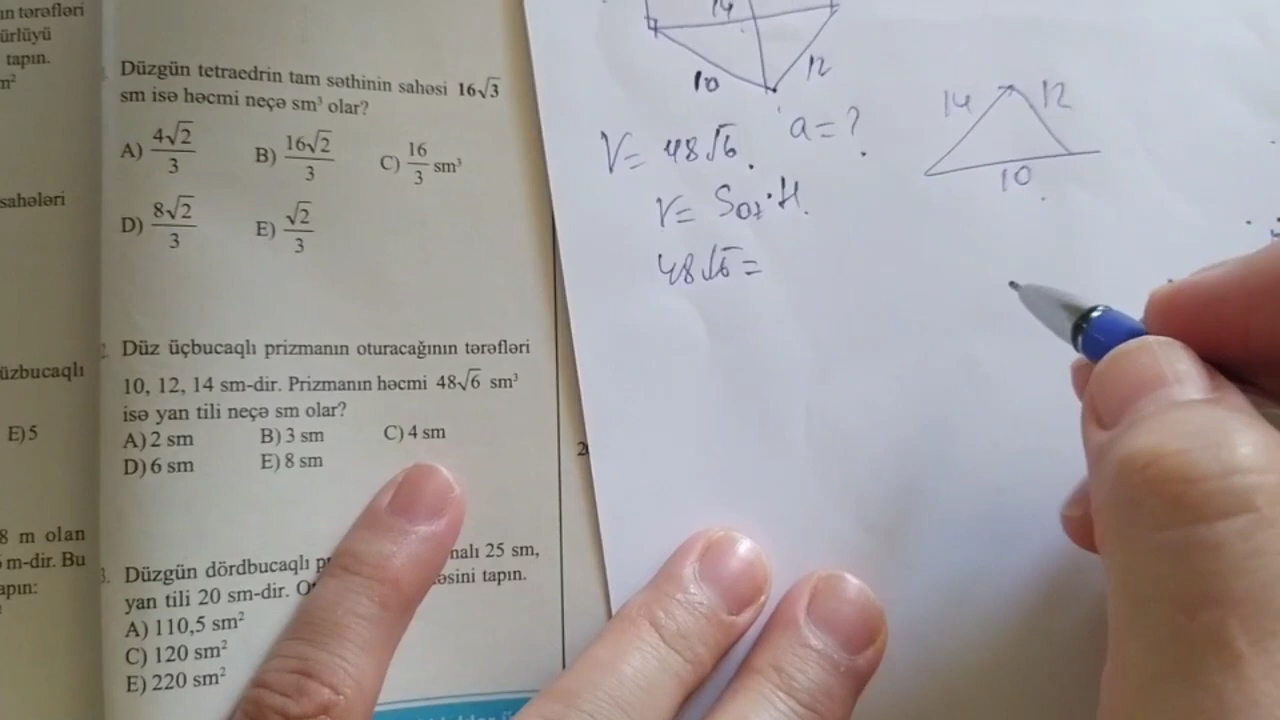 ın tərəfləri
ürlüyü
tapın.
sahələri
üzbucaqlı
E) 5
8 m olan
m-dir. Bu
apın:
Düzgün tetraedrin tam səthinin sahəsi 16√3
sm isə həcmi neçə sm³ olar?
A) 4√2/3 B) 16√2/3 C) 16/3 sm³
D) 8√2/3 E) √2/3
2. Düz üçbucaqlı prizmanın oturacağının tərəfləri
10, 12, 14 sm-dir. Prizmanın həcmi 48√6 sm³
isə yan tili neçə sm olar?
A) 2 sm B) 3 sm C) 4 sm
D) 6 sm E) 8 sm
3. Düzgün dördbucaqlı nalı 25 sm,
yan tili 20 sm-dir. əsini tapın.
A) 110,5 sm²
C) 120 sm²
E) 220 sm²
2
14
10 12
V= 48√6. a=?
V= Sot·H.
48√6=
14 12
10